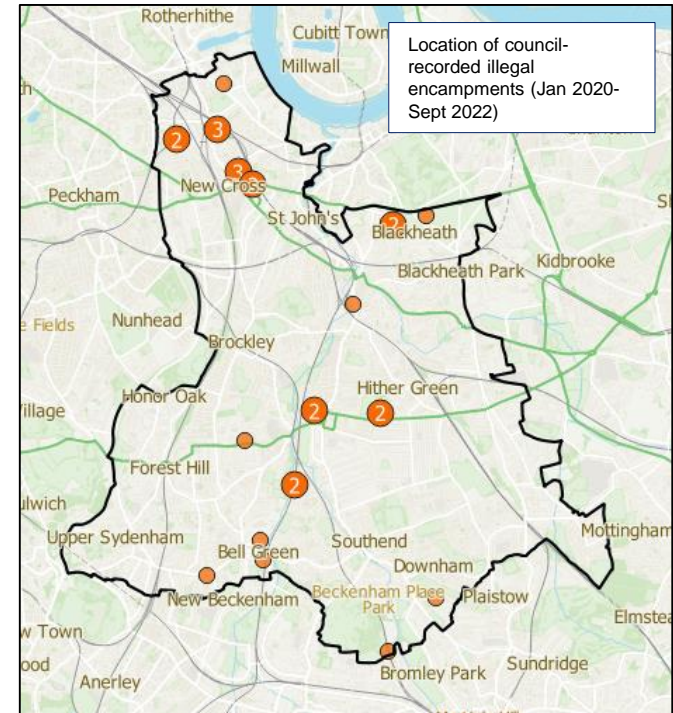 Rotherhithe
Cubitt Town
Location of council-
recorded illegal
encampments (Jan 2020-
Sept 2022)
Millwall
3
2
3
New Cross
Peckham
St John's
2
Blackheath
Kidbrooke
Blackheath Park
Nunhead
Brockley
Hither Green
Honor Oak
2
2
Forest Hill
2
Upper Sydenham
Southend
Mottingham
Bell Green
Downham
Beckenham Place
Park
New Beckenham
Plaistow
Elmstea
w Town
Sundridge
Bromley Park
Anerley